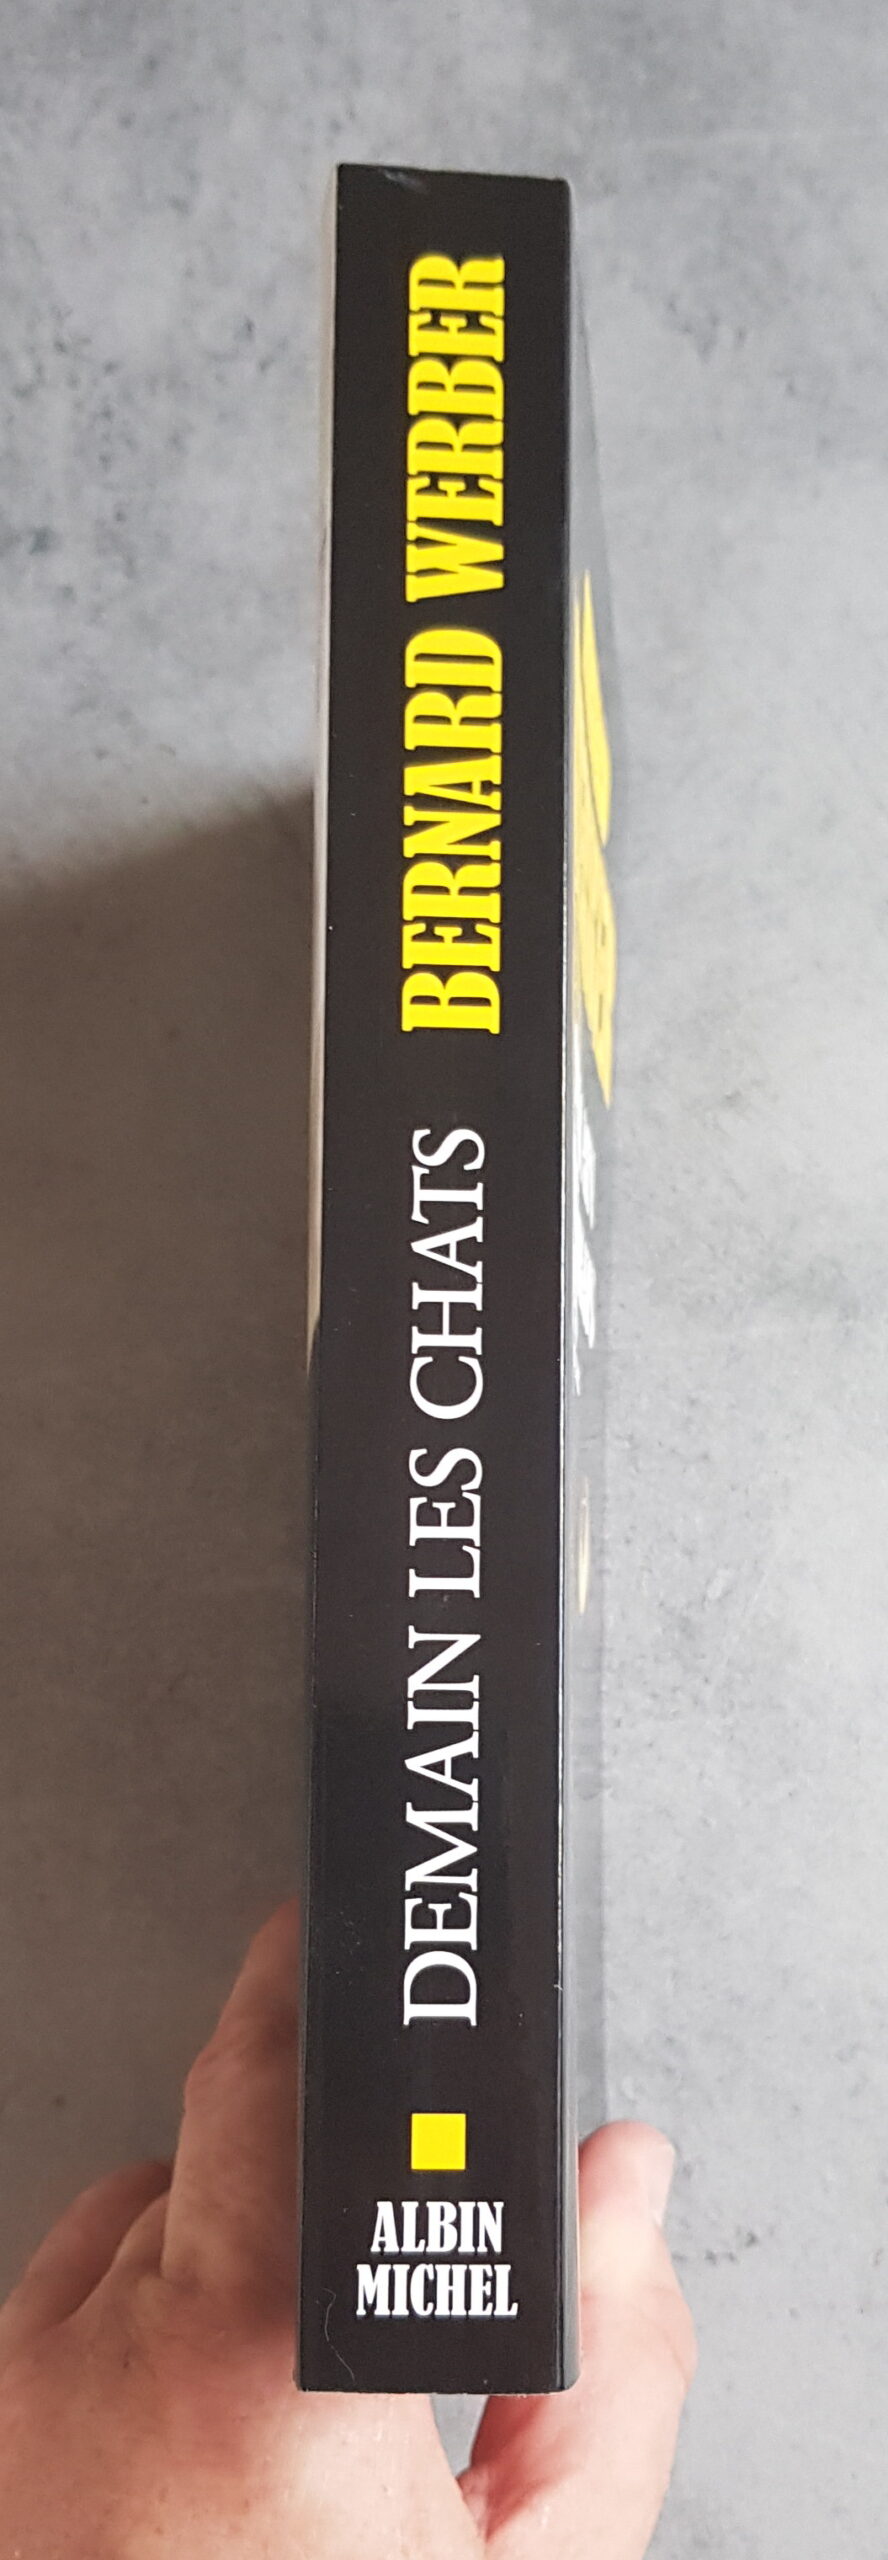 DEMAIN LES CHATS BERNARD WERBER
ALBIN
MICHEL